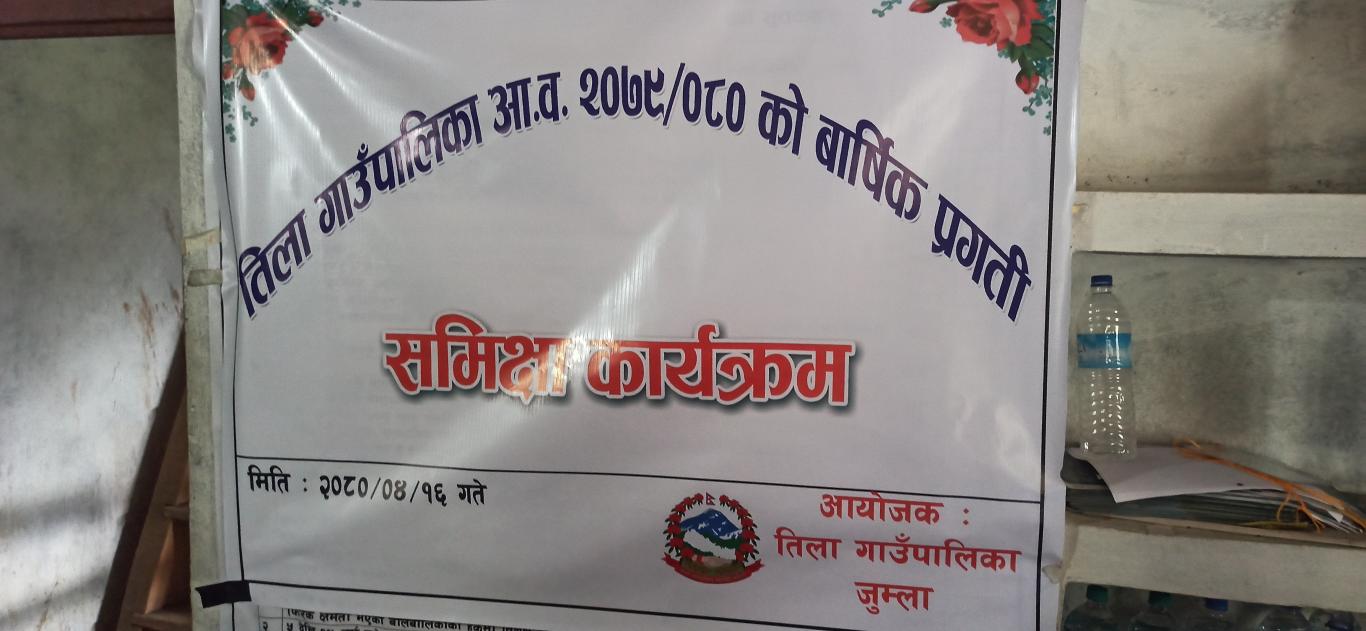 तिला गाउँपालिका आ.व. २०७९/०८० को बार्षिक प्रगती
समिक्षा कार्यक्रम
मिति : २०८०/०४/१६ गते
आयोजक :
तिला गाउँपालिका
जुम्ला